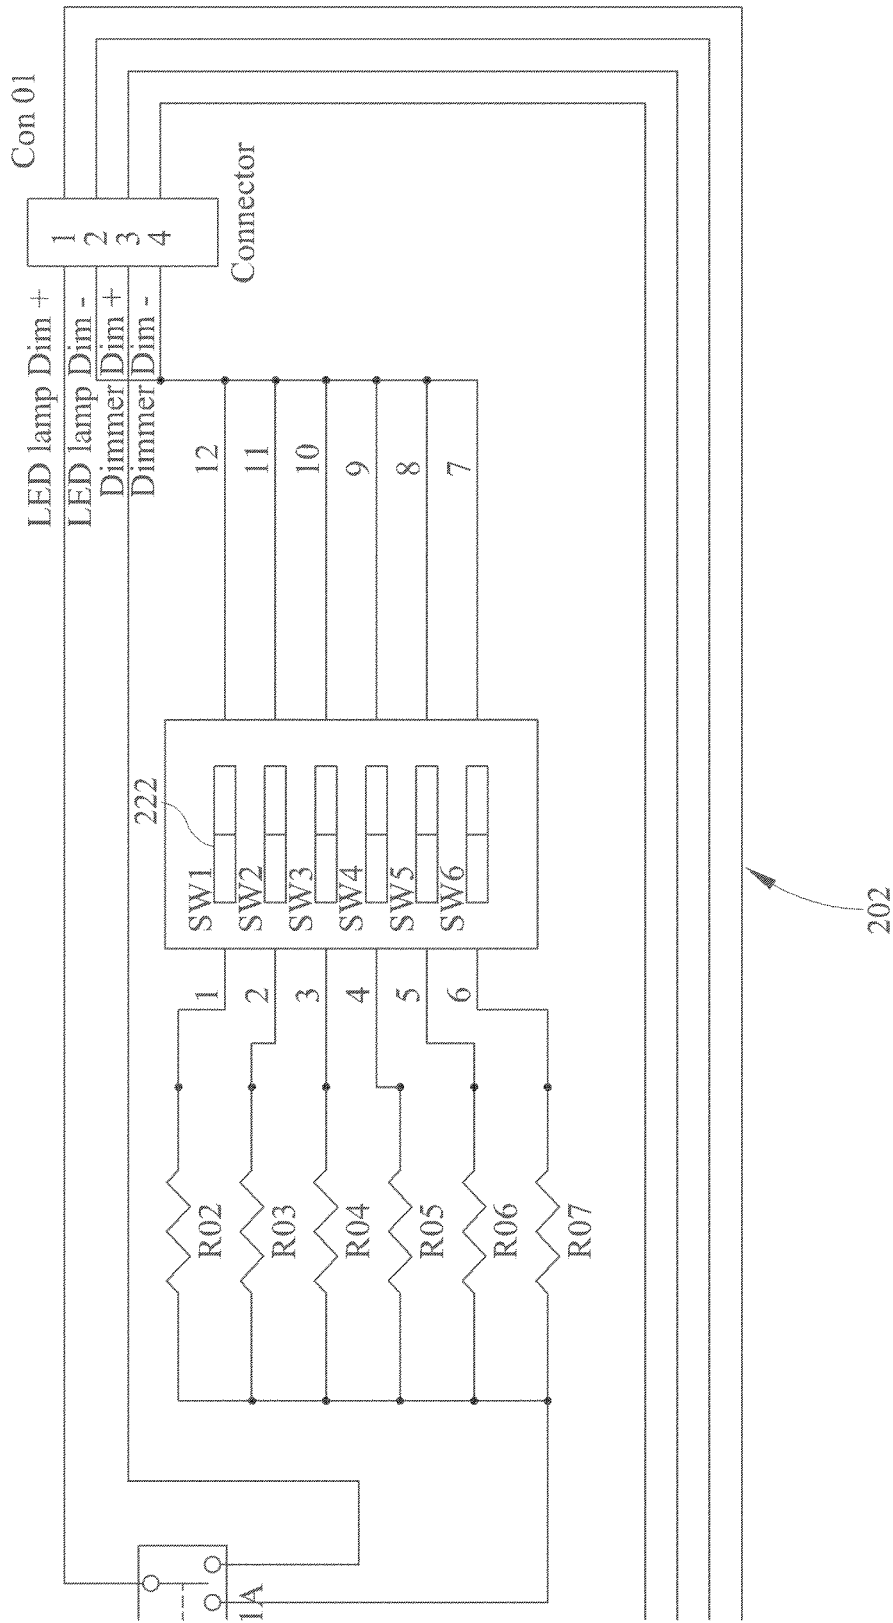 Con 01
1
2
3
4
Connector
LED lamp Dim +
LED lamp Dim -
Dimmer Dim +
Dimmer Dim -
12
11
10
9
8
7
222
SW1
SW2
SW3
SW4
SW5
SW6
202
1
2
3
4
5
6
R02
R03
R04
R05
R06
R07